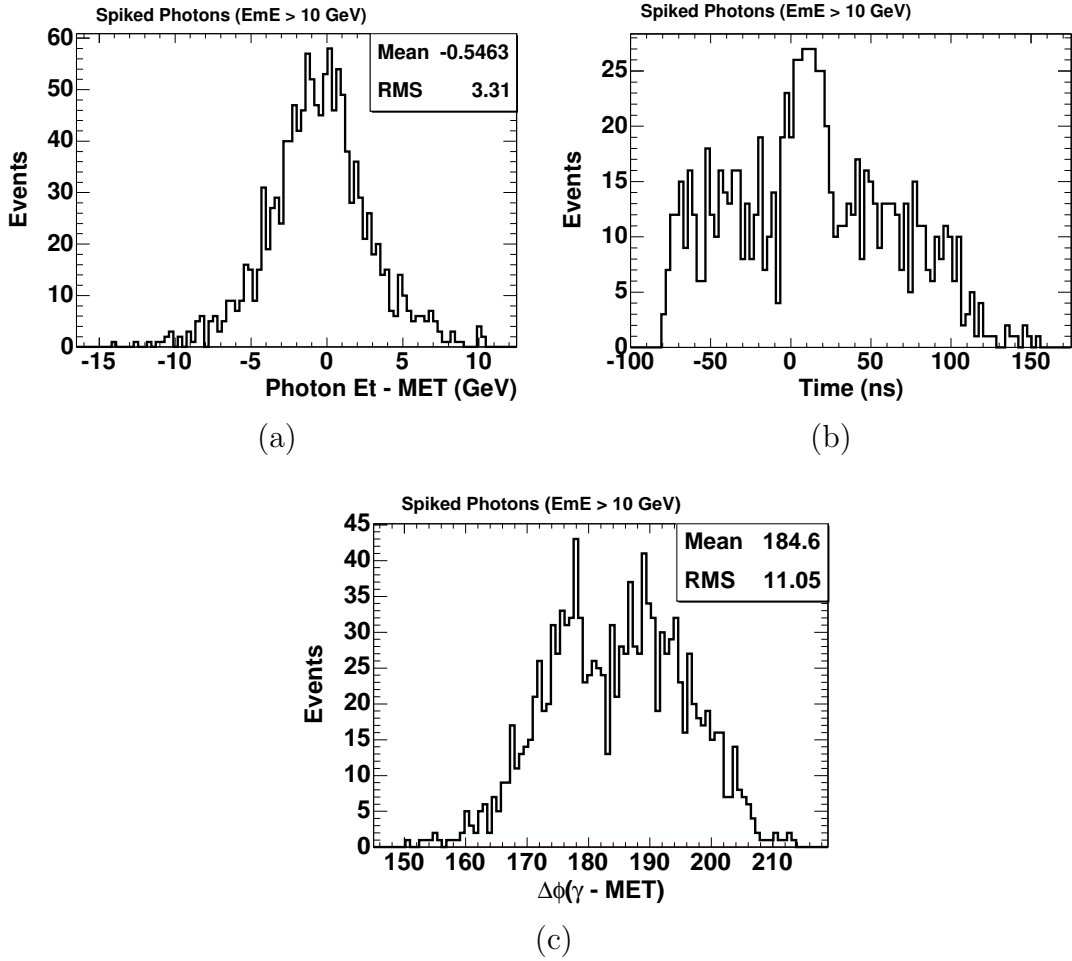 Spiked Photons (EmE > 10 GeV)
Mean -0.5463
RMS 3.31
60
50
40
30
20
10
0
Events
-15 -10 -5 0 5 10
Photon Et - MET (GeV)
(a)
Spiked Photons (EmE > 10 GeV)
25
20
15
10
5
0
Events
-100 -50 0 50 100 150
Time (ns)
(b)
Spiked Photons (EmE > 10 GeV)
Mean 184.6
RMS 11.05
45
40
35
30
25
20
15
10
5
0
Events
150 160 170 180 190 200 210
Δϕ(γ - MET)
(c)